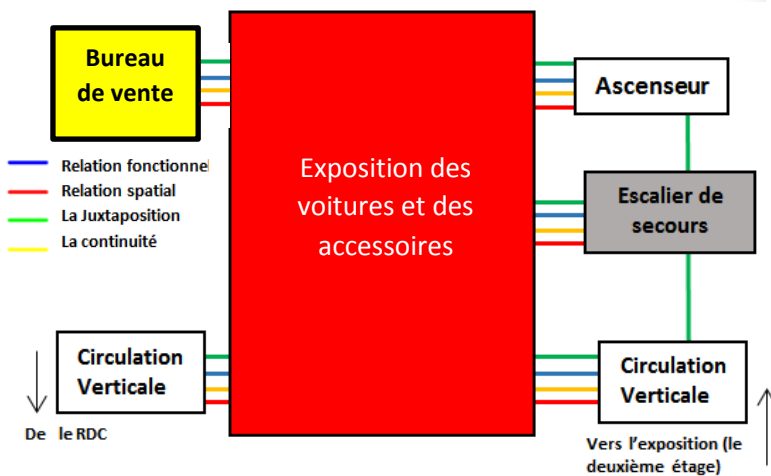 Bureau
de vente
Ascenseur
Relation fonctionnel
Relation spatial
La Juxtaposition
La continuité
Exposition des
voitures et des
accessoires
Escalier de
secours
Circulation
Verticale
De le RDC
Circulation
Verticale
Vers l'exposition (le
deuxième étage)